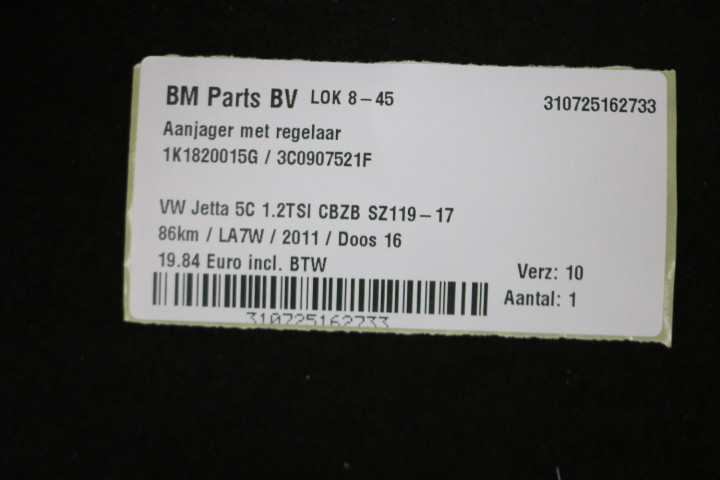 BM Parts BV LOK 8-45 310725162733
Aanjager met regelaar
1K1820015G / 3C0907521F
VW Jetta 5C 1.2TSI CBZB SZ119-17
86km / LA7W / 2011 / Doos 16
19.84 Euro incl. BTW Verz: 10
Aantal: 1
310725162733